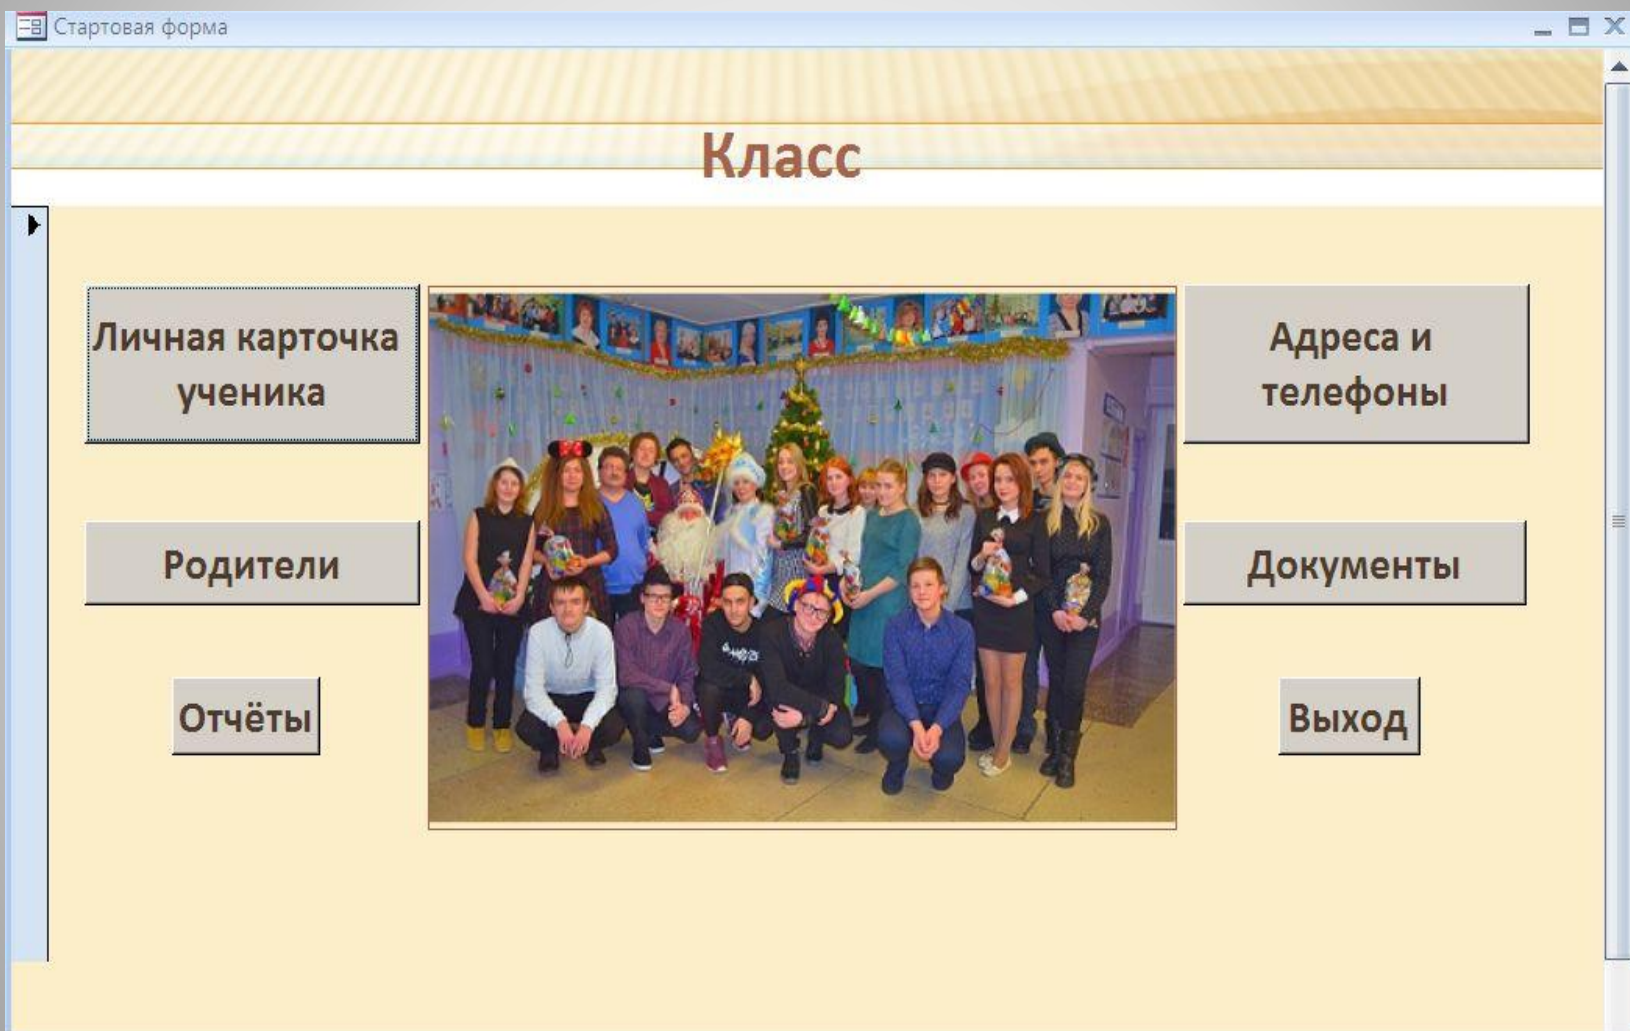 Стартовая форма
Класс
Личная карточка
ученика
Адреса и
телефоны
Родители
Документы
Отчёты
Выход